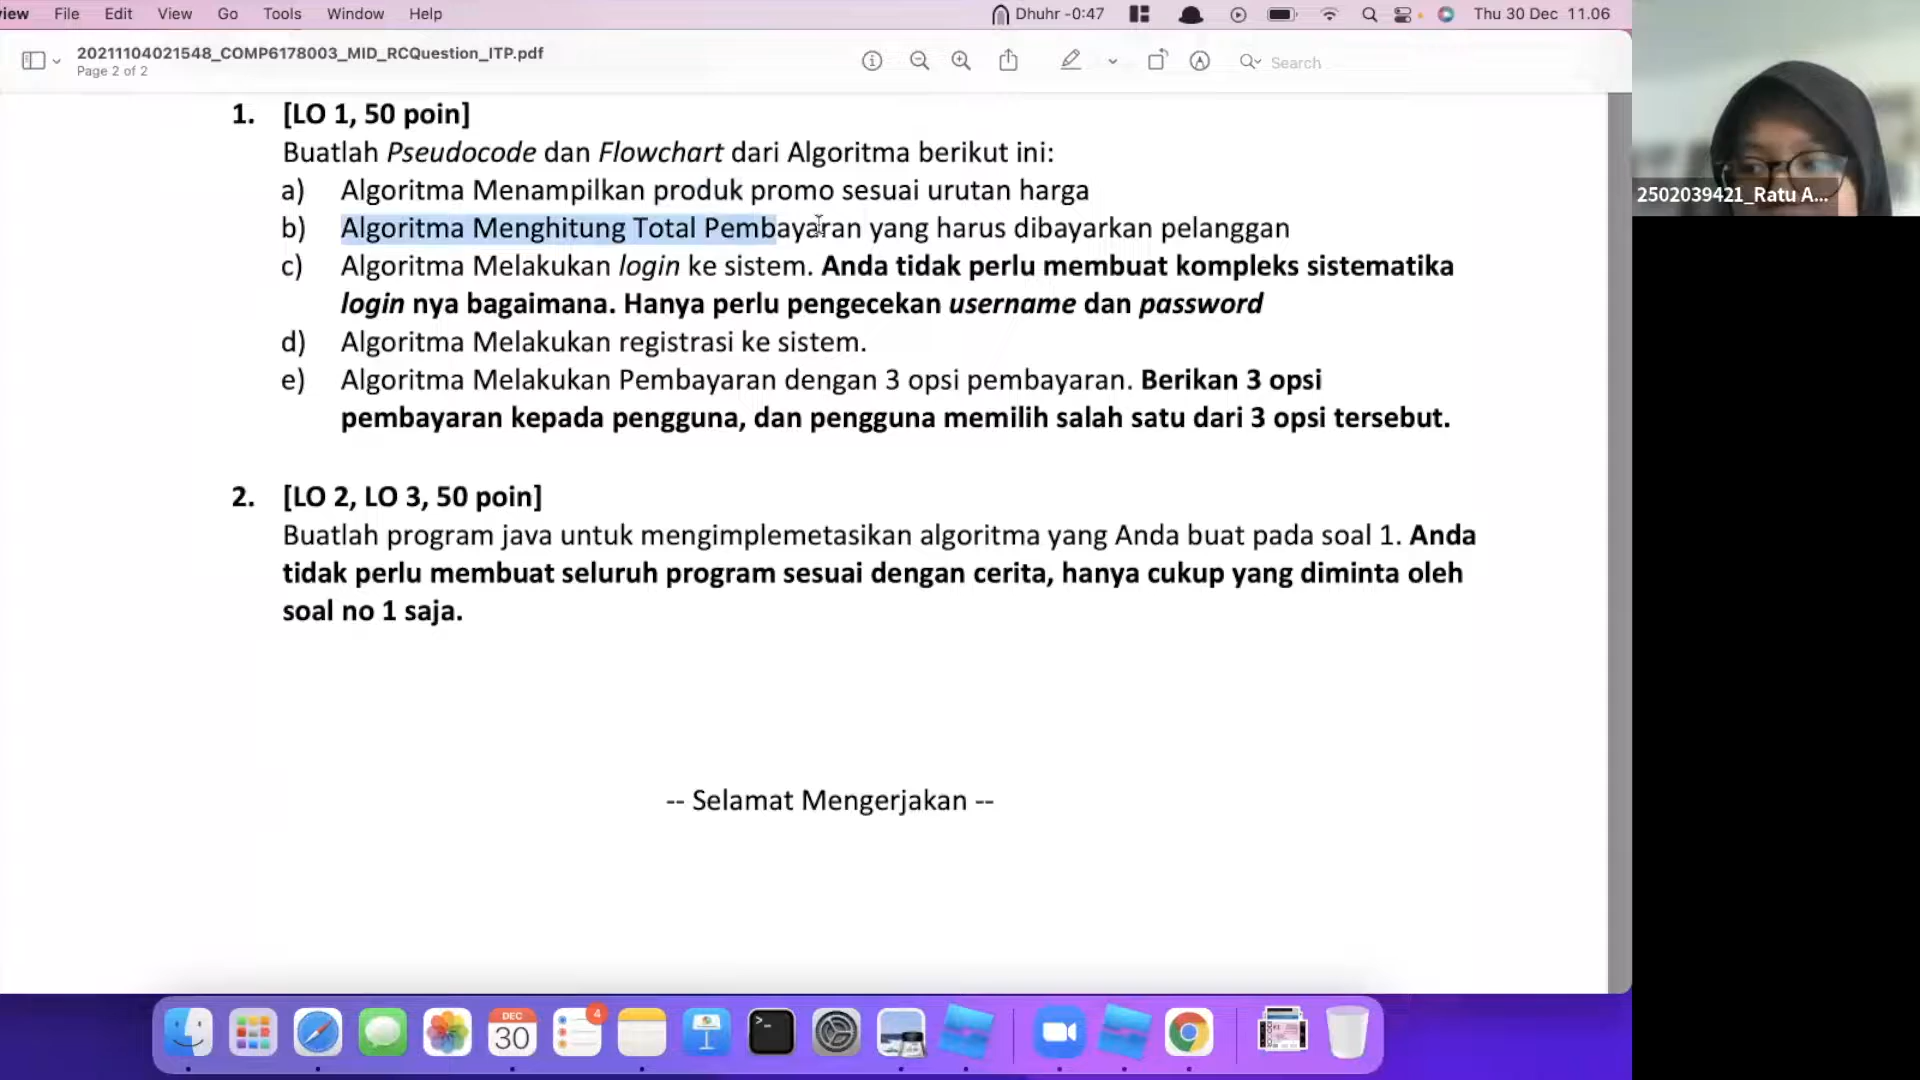 iew File Edit View Go Tools Window Help Dhuhr -0:47 Thu 30 Dec 11.06
20211104021548_COMP6178003_MID_RCQuestion_ITP.pdf
Page 2 of 2
Search
1. [LO 1, 50 poin]
Buatlah Pseudocode dan Flowchart dari Algoritma berikut ini:
a) Algoritma Menampilkan produk promo sesuai urutan harga
b) Algoritma Menghitung Total Pembayaran yang harus dibayarkan pelanggan
c) Algoritma Melakukan login ke sistem. Anda tidak perlu membuat kompleks sistematika
login nya bagaimana. Hanya perlu pengecekan username dan password
d) Algoritma Melakukan registrasi ke sistem.
e) Algoritma Melakukan Pembayaran dengan 3 opsi pembayaran. Berikan 3 opsi
pembayaran kepada pengguna, dan pengguna memilih salah satu dari 3 opsi tersebut.
2. [LO 2, LO 3, 50 poin]
Buatlah program java untuk mengimplemetasikan algoritma yang Anda buat pada soal 1. Anda
tidak perlu membuat seluruh program sesuai dengan cerita, hanya cukup yang diminta oleh
soal no 1 saja.
-- Selamat Mengerjakan --
2502039421_Ratu A...
DEC
30
4